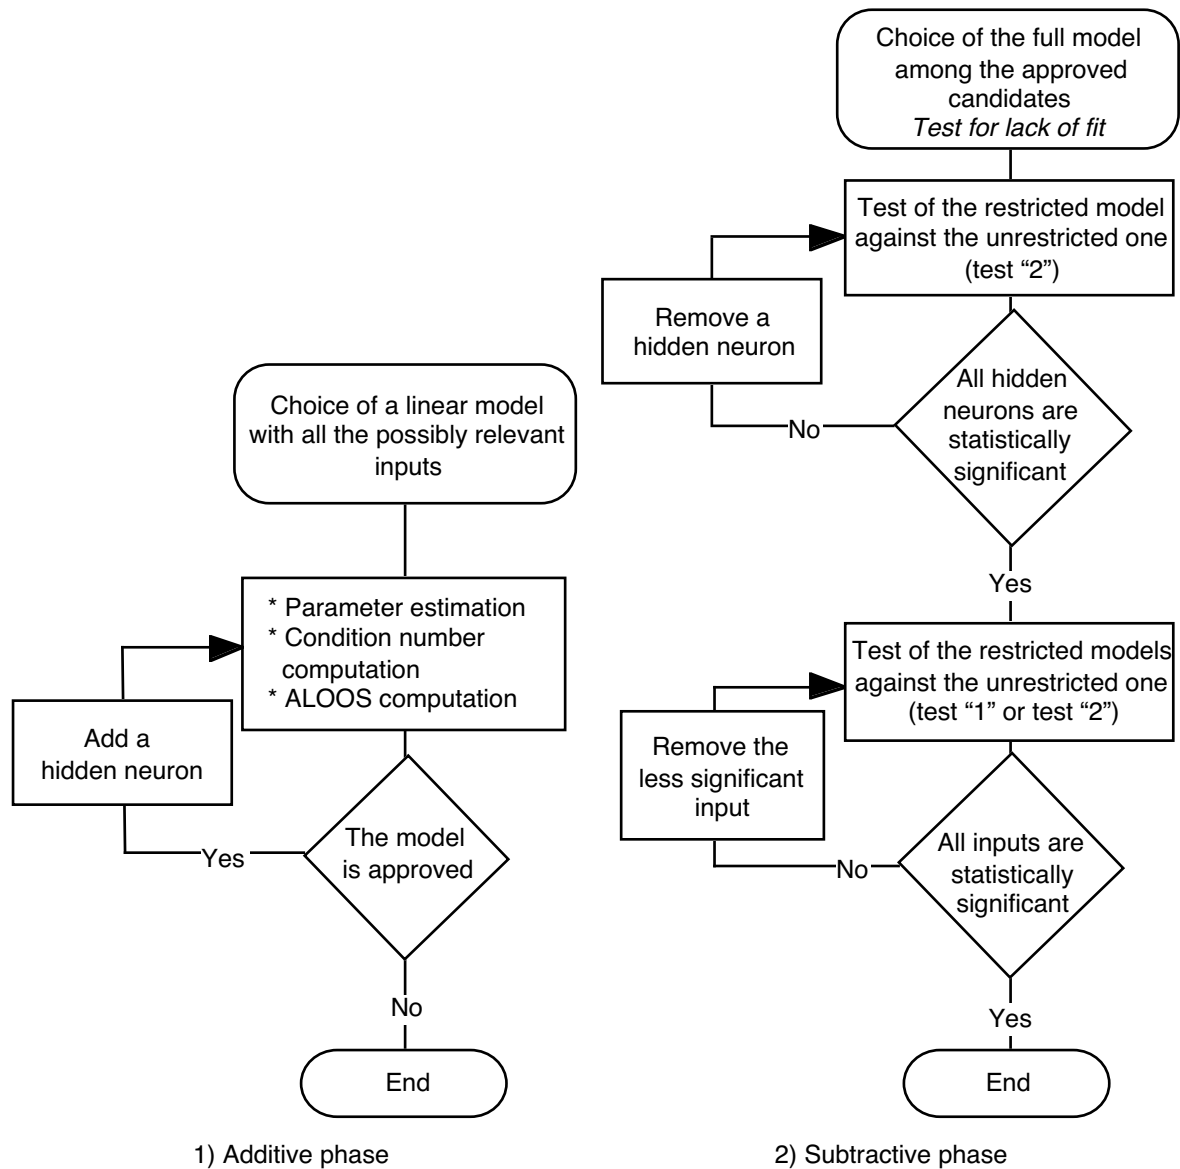 Choice of a linear model
with all the possibly relevant
inputs
* Parameter estimation
* Condition number
computation
* ALOOS computation
Add a
hidden neuron
The model
is approved
Yes
No
End
1) Additive phase
Choice of the full model
among the approved
candidates
Test for lack of fit
Test of the restricted model
against the unrestricted one
(test “2”)
Remove a
hidden neuron
All hidden
neurons are
statistically
significant
No
Yes
Test of the restricted models
against the unrestricted one
(test “1” or test “2”)
Remove the
less significant
input
All inputs are
statistically
significant
No
Yes
End
2) Subtractive phase